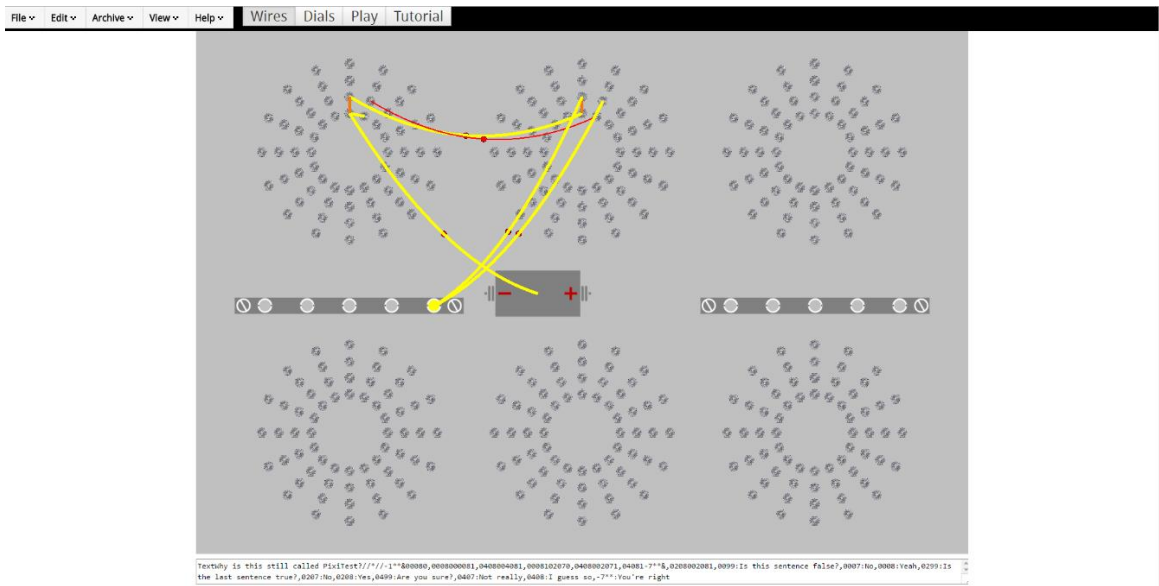 File Edit Archive View Help Wires Dials Play Tutorial
− +
TextWhy is this still called PixiTest?//*//-1**&00080,0008000081,0408004081,0008102070,0408002071,04081-7**&,0208002081,0099:Is this sentence false?,0007:No,0008:Yeah,0299:Is
the last sentence true?,0207:No,0208:Yes,0499:Are you sure?,0407:Not really,0408:I guess so,-7**:You're right